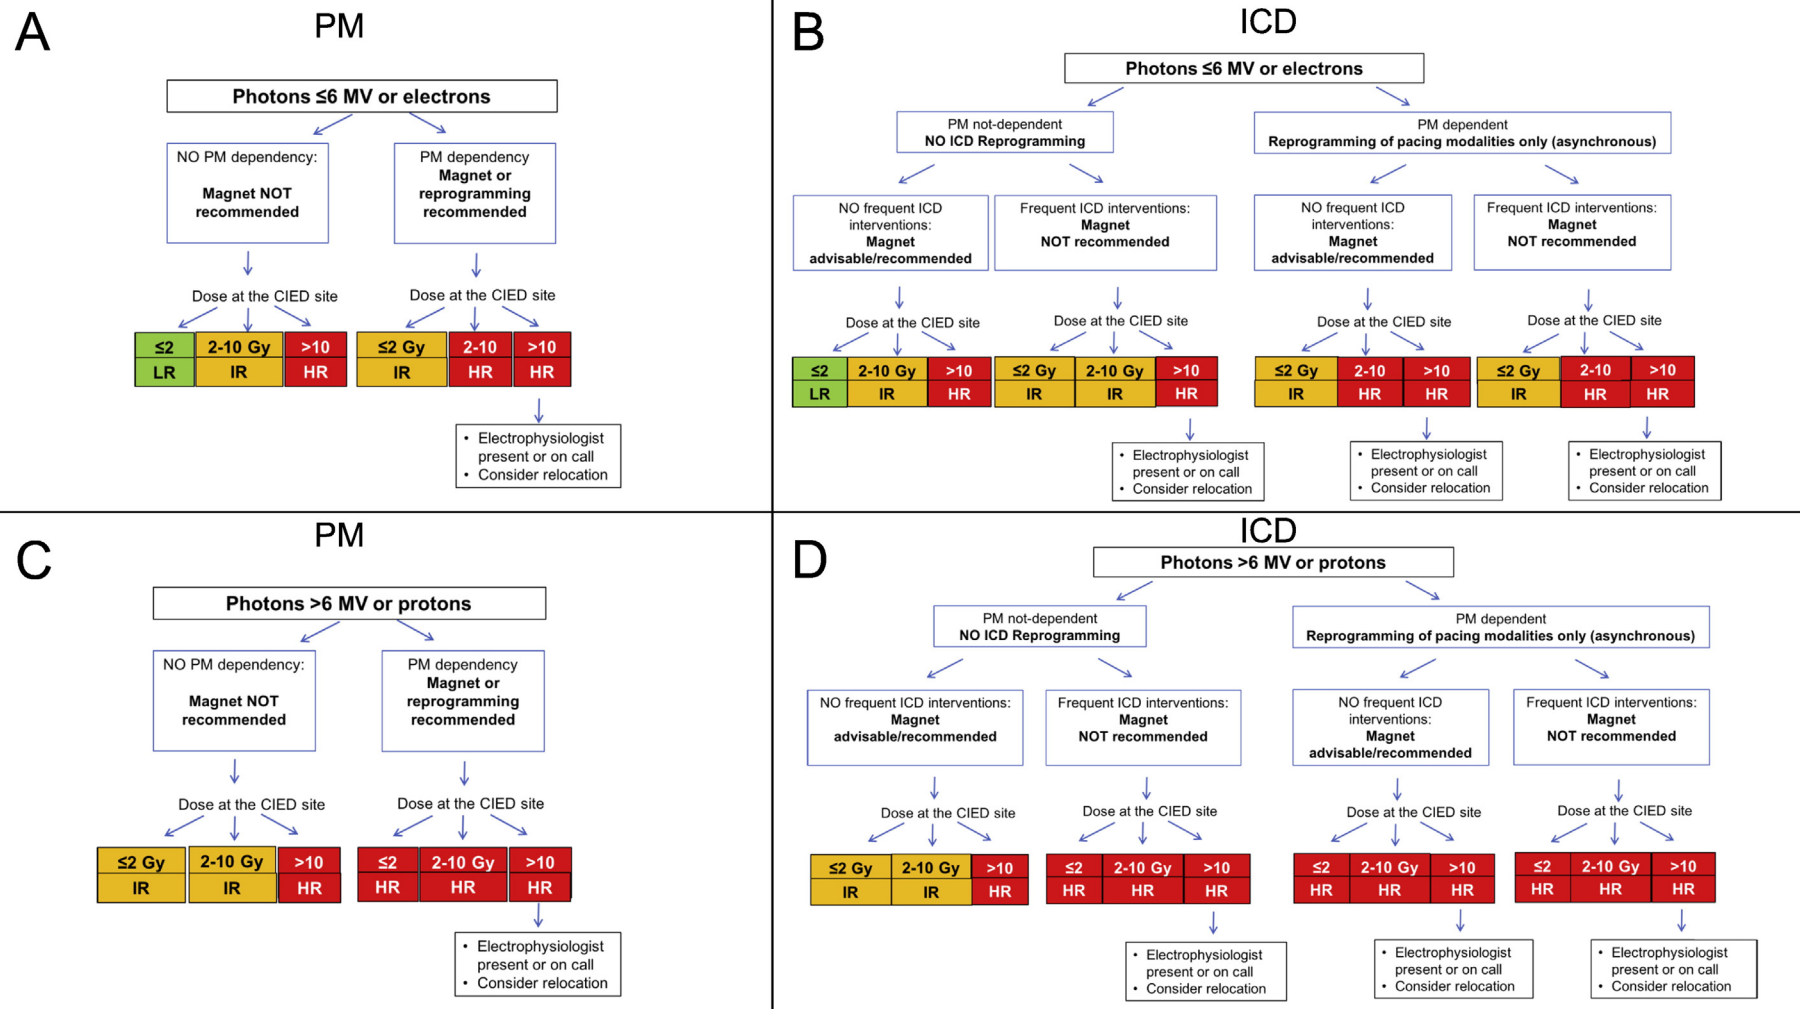 A
PM
Photons ≤6 MV or electrons
NO PM dependency:
Magnet NOT
recommended
PM dependency
Magnet or
reprogramming
recommended
Dose at the CIED site
Dose at the CIED site
≤2
2-10 Gy
>10
LR
IR
HR
≤2 Gy
2-10
>10
IR
HR
HR
• Electrophysiologist
present or on call
• Consider relocation
B
ICD
Photons ≤6 MV or electrons
PM not-dependent
NO ICD Reprogramming
PM dependent
Reprogramming of pacing modalities only (asynchronous)
NO frequent ICD
interventions:
Magnet
advisable/recommended
Frequent ICD interventions:
Magnet
NOT recommended
NO frequent ICD
interventions:
Magnet
advisable/recommended
Frequent ICD interventions:
Magnet
NOT recommended
Dose at the CIED site
Dose at the CIED site
Dose at the CIED site
Dose at the CIED site
≤2
2-10 Gy
>10
LR
IR
HR
≤2 Gy
2-10 Gy
>10
IR
IR
HR
≤2 Gy
2-10
>10
IR
HR
HR
≤2 Gy
2-10
>10
IR
HR
HR
• Electrophysiologist
present or on call
• Consider relocation
• Electrophysiologist
present or on call
• Consider relocation
• Electrophysiologist
present or on call
• Consider relocation
C
PM
Photons >6 MV or protons
NO PM dependency:
Magnet NOT
recommended
PM dependency
Magnet or
reprogramming
recommended
Dose at the CIED site
Dose at the CIED site
≤2 Gy
2-10 Gy
>10
IR
IR
HR
≤2
2-10 Gy
>10
HR
HR
HR
• Electrophysiologist
present or on call
• Consider relocation
D
ICD
Photons >6 MV or protons
PM not-dependent
NO ICD Reprogramming
PM dependent
Reprogramming of pacing modalities only (asynchronous)
NO frequent ICD interventions:
Magnet
advisable/recommended
Frequent ICD interventions:
Magnet
NOT recommended
NO frequent ICD
interventions:
Magnet
advisable/recommended
Frequent ICD interventions:
Magnet
NOT recommended
Dose at the CIED site
Dose at the CIED site
Dose at the CIED site
Dose at the CIED site
≤2 Gy
2-10 Gy
>10
IR
IR
HR
≤2
2-10 Gy
>10
HR
HR
HR
≤2
2-10 Gy
>10
HR
HR
HR
≤2
2-10 Gy
>10
HR
HR
HR
• Electrophysiologist
present or on call
• Consider relocation
• Electrophysiologist
present or on call
• Consider relocation
• Electrophysiologist
present or on call
• Consider relocation